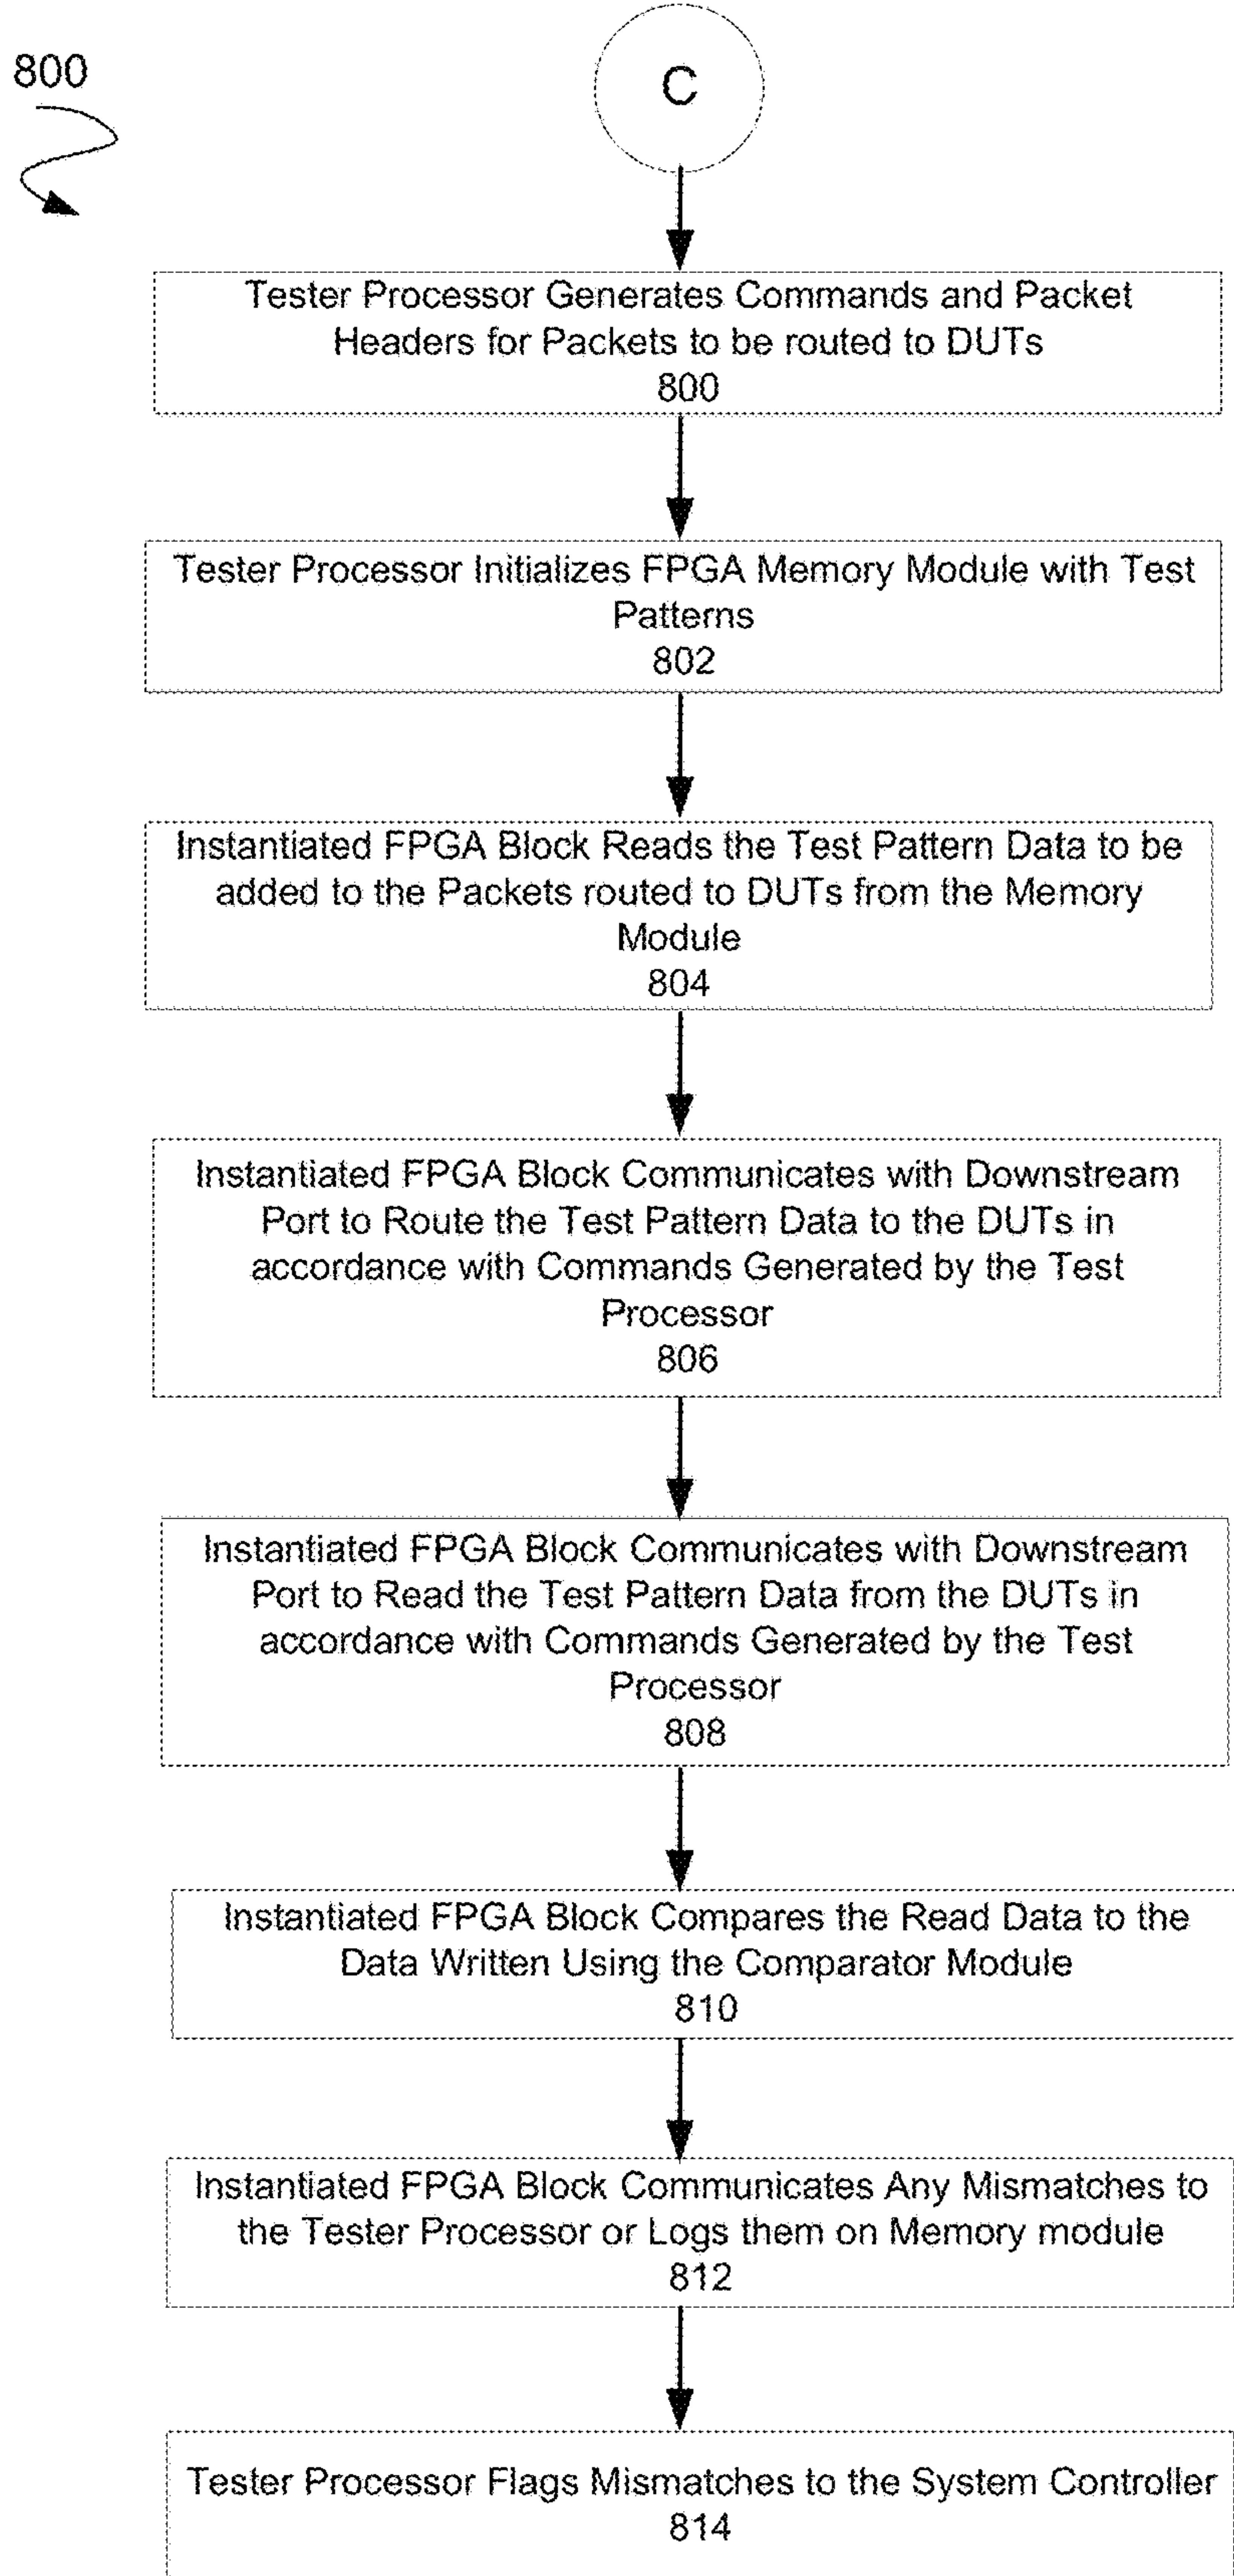 800
C
Tester Processor Generates Commands and Packet
Headers for Packets to be routed to DUTs
800
Tester Processor Initializes FPGA Memory Module with Test
Patterns
802
Instantiated FPGA Block Reads the Test Pattern Data to be
added to the Packets routed to DUTs from the Memory
Module
804
Instantiated FPGA Block Communicates with Downstream
Port to Route the Test Pattern Data to the DUTs in
accordance with Commands Generated by the Test
Processor
806
Instantiated FPGA Block Communicates with Downstream
Port to Read the Test Pattern Data from the DUTs in
accordance with Commands Generated by the Test
Processor
808
Instantiated FPGA Block Compares the Read Data to the
Data Written Using the Comparator Module
810
Instantiated FPGA Block Communicates Any Mismatches to
the Tester Processor or Logs them on Memory module
812
Tester Processor Flags Mismatches to the System Controller
814